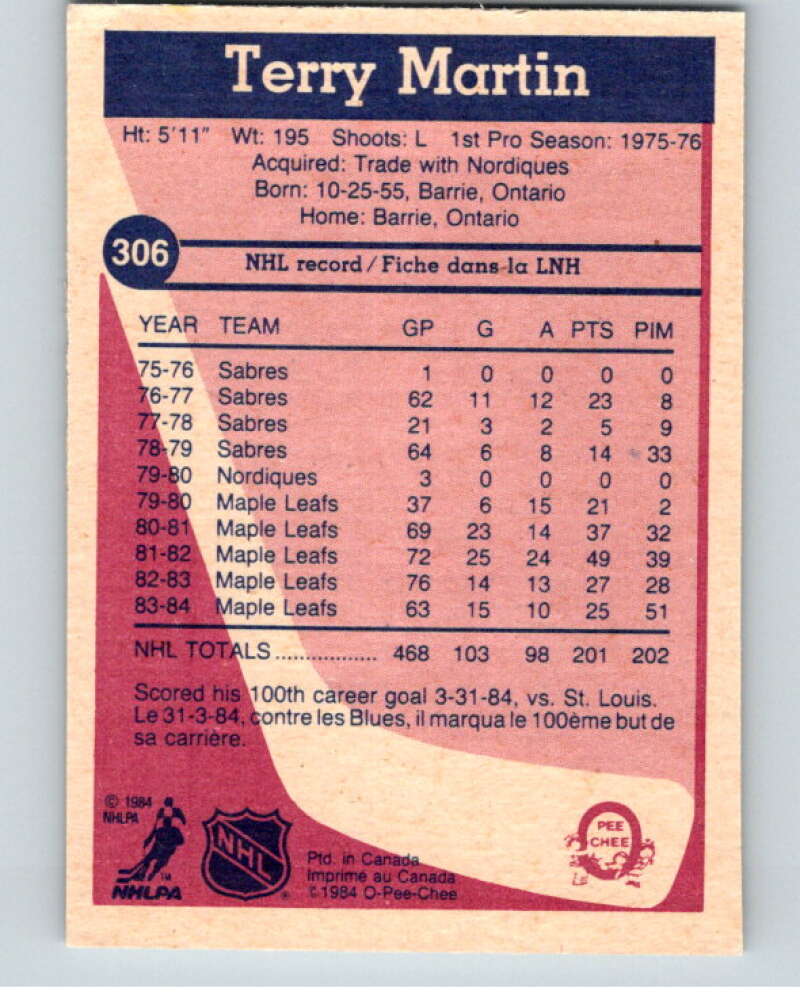 Terry Martin
Ht: 5'11" Wt: 195 Shoots: L 1st Pro Season: 1975-76
Acquired: Trade with Nordiques
Born: 10-25-55, Barrie, Ontario
Home: Barrie, Ontario
306
NHL record / Fiche dans la LNH
YEAR TEAM GP G A PTS PIM
75-76 Sabres 1 0 0 0 0
76-77 Sabres 62 11 12 23 8
77-78 Sabres 21 3 2 5 9
78-79 Sabres 64 6 8 14 33
79-80 Nordiques 3 0 0 0 0
79-80 Maple Leafs 37 6 15 21 2
80-81 Maple Leafs 69 23 14 37 32
81-82 Maple Leafs 72 25 24 49 39
82-83 Maple Leafs 76 14 13 27 28
83-84 Maple Leafs 63 15 10 25 51
NHL TOTALS ................. 468 103 98 201 202
Scored his 100th career goal 3-31-84, vs. St. Louis.
Le 31-3-84, contre les Blues, il marqua le 100ème but de
sa carrière.
© 1984
NHLPA
TM
NHLPA
NHL
®
Ptd. in Canada
Imprimé au Canada
© 1984 O-Pee-Chee
PEE
CHEE